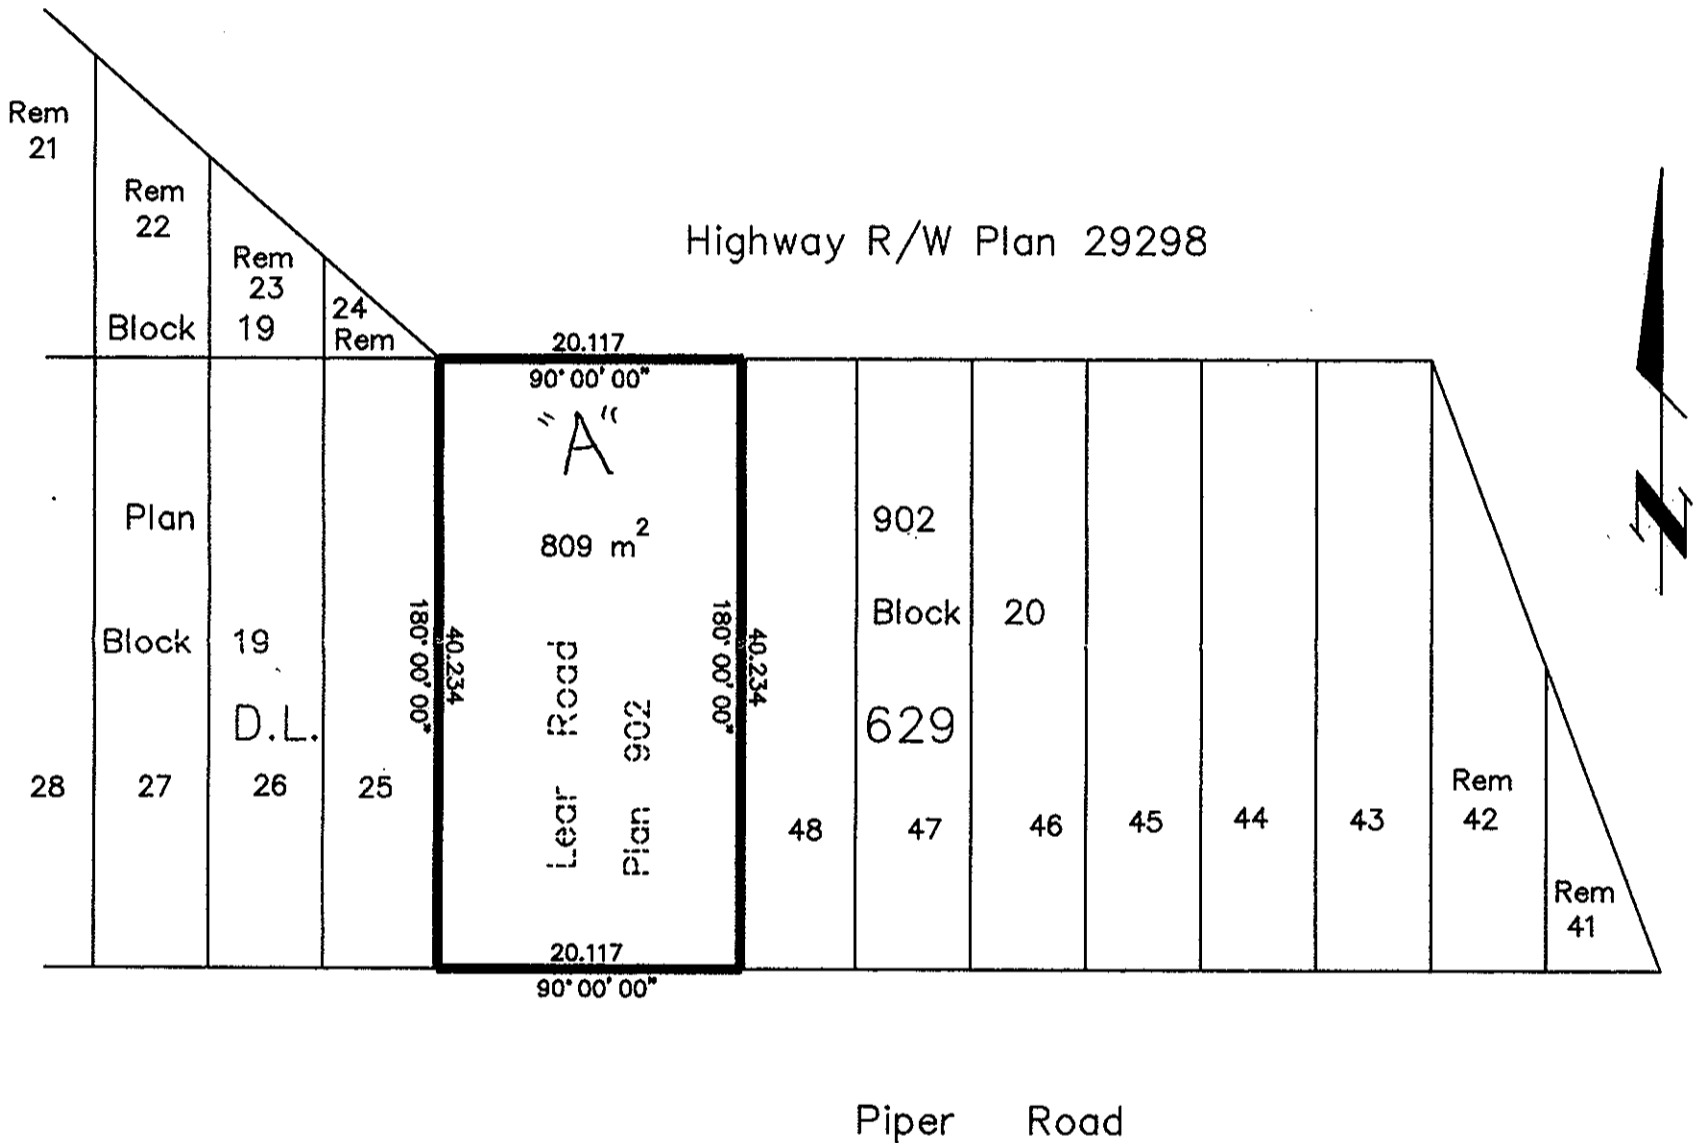 Rem
21
Rem
22
Rem
23
24
Rem
Block 19
Highway R/W Plan 29298
20.117
90° 00' 00"
"A"
809 m²
Plan
902
Block 19
Block 20
D.L.
629
180° 00' 00"
40.234
Lear Road
Plan 902
180° 00' 00"
40.234
28
27
26
25
48
47
46
45
44
43
Rem
42
Rem
41
20.117
90° 00' 00"
N
Piper Road